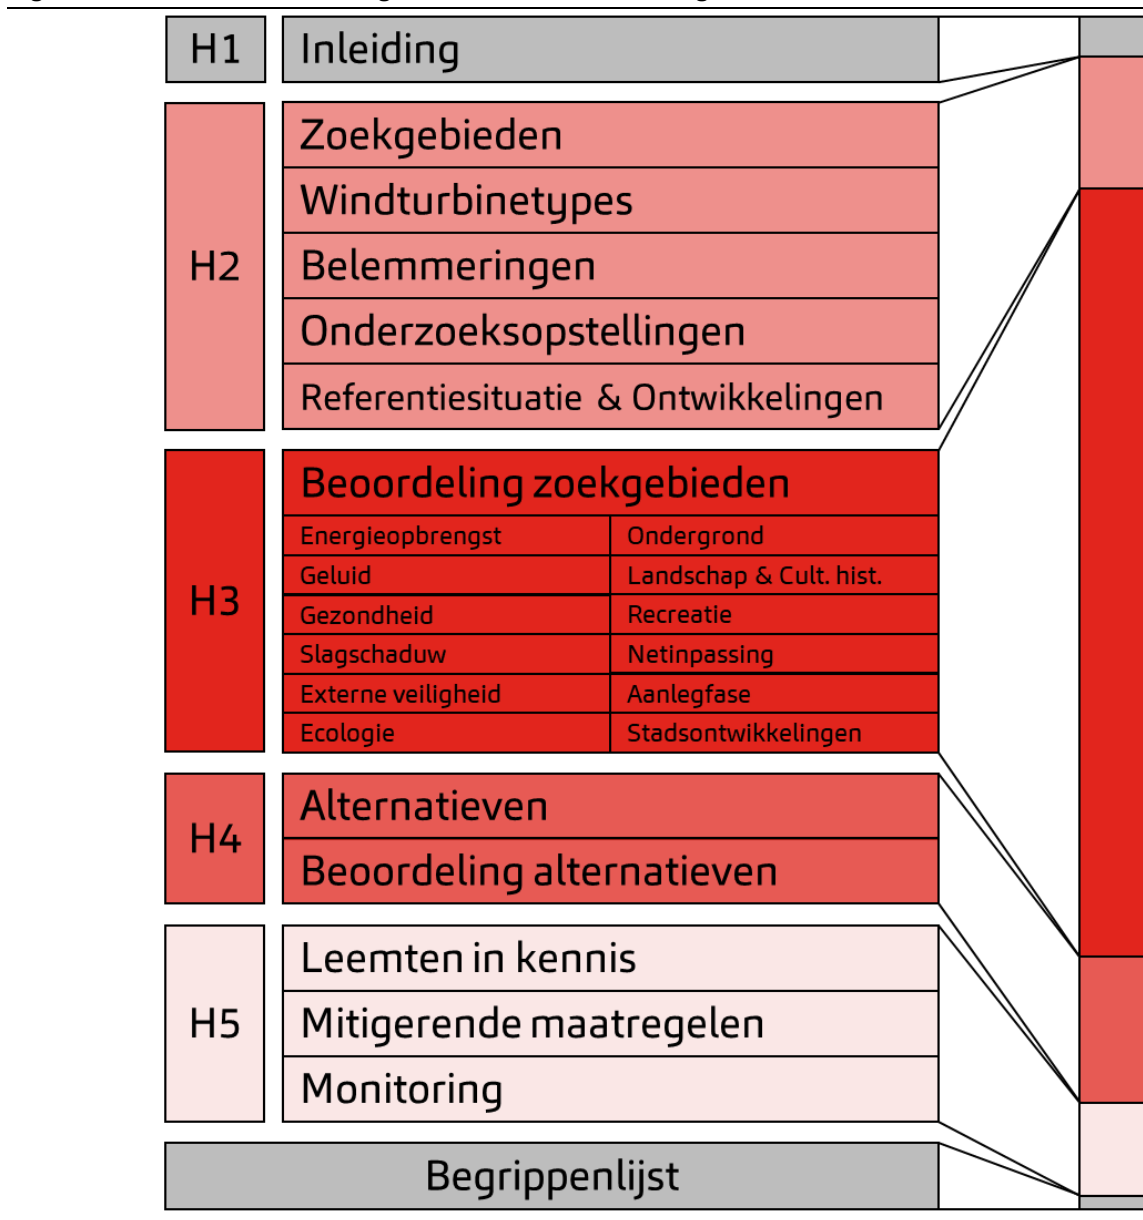 H1 Inleiding
H2
Zoekgebieden
Windturbinetypes
Belemmeringen
Onderzoeksopstellingen
Referentiesituatie & Ontwikkelingen
H3
Beoordeling zoekgebieden
Energieopbrengst Ondergrond
Geluid Landschap & Cult. hist.
Gezondheid Recreatie
Slagschaduw Netinpassing
Externe veiligheid Aanlegfase
Ecologie Stadsontwikkelingen
H4
Alternatieven
Beoordeling alternatieven
H5
Leemten in kennis
Mitigerende maatregelen
Monitoring
Begrippenlijst